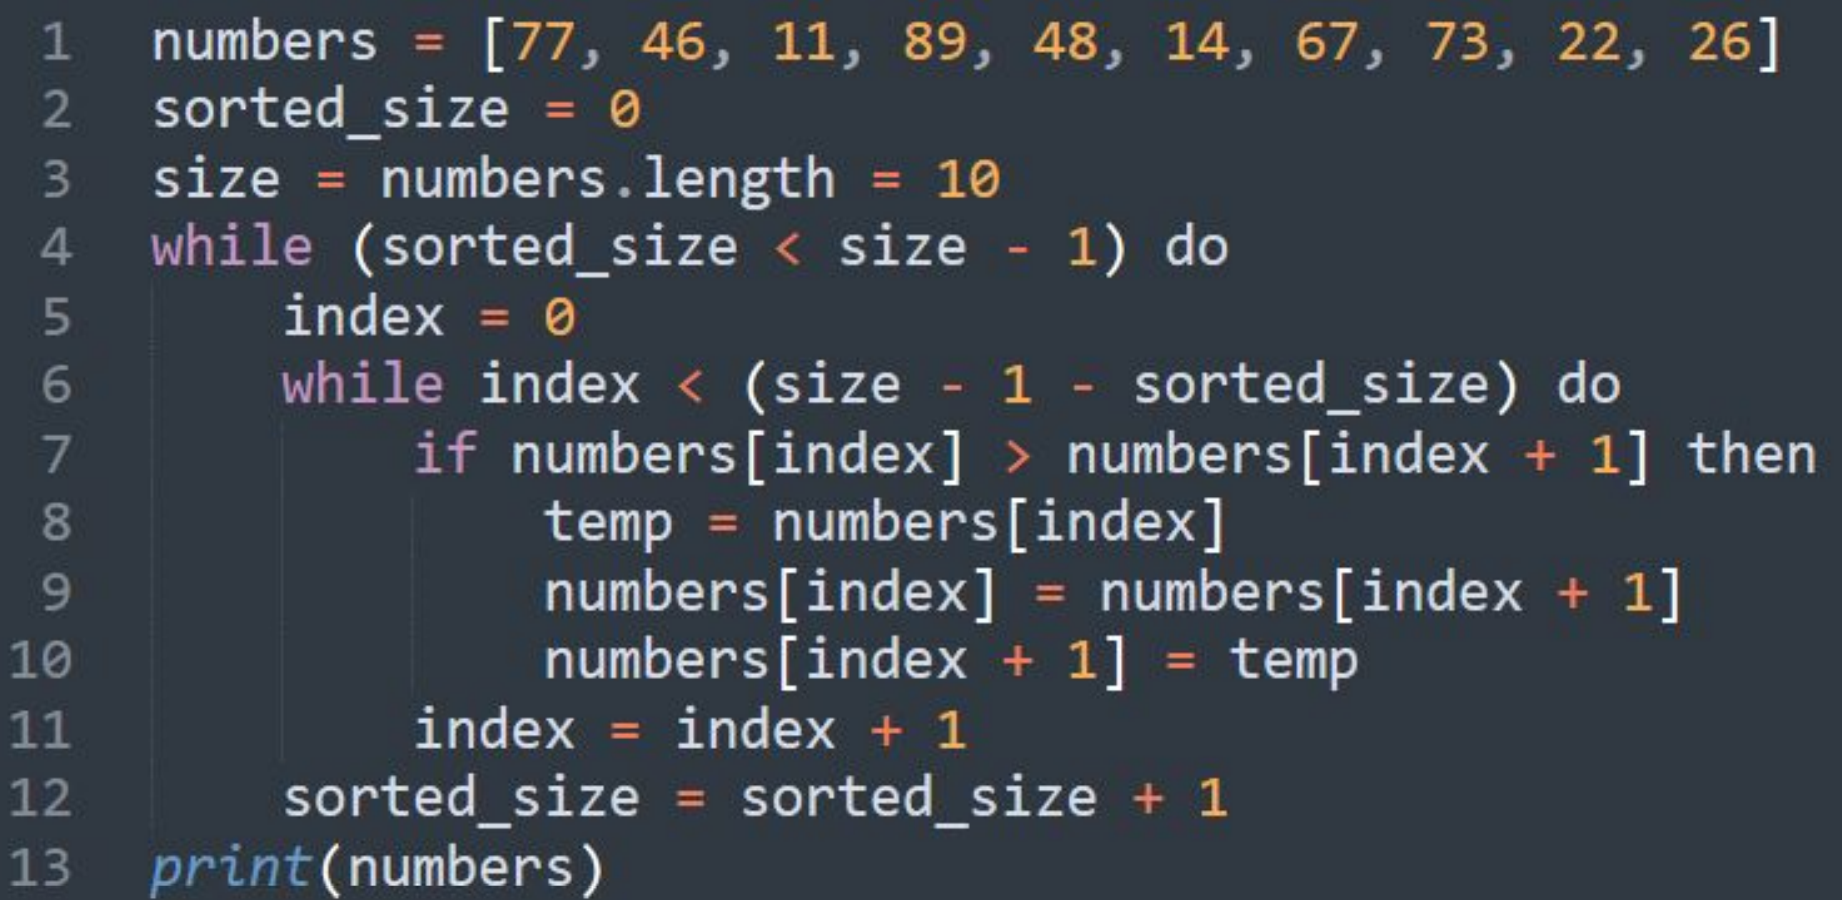 1 numbers = [77, 46, 11, 89, 48, 14, 67, 73, 22, 26]
2 sorted_size = 0
3 size = numbers.length = 10
4 while (sorted_size < size - 1) do
5     index = 0
6     while index < (size - 1 - sorted_size) do
7         if numbers[index] > numbers[index + 1] then
8             temp = numbers[index]
9             numbers[index] = numbers[index + 1]
10             numbers[index + 1] = temp
11         index = index + 1
12     sorted_size = sorted_size + 1
13 print(numbers)